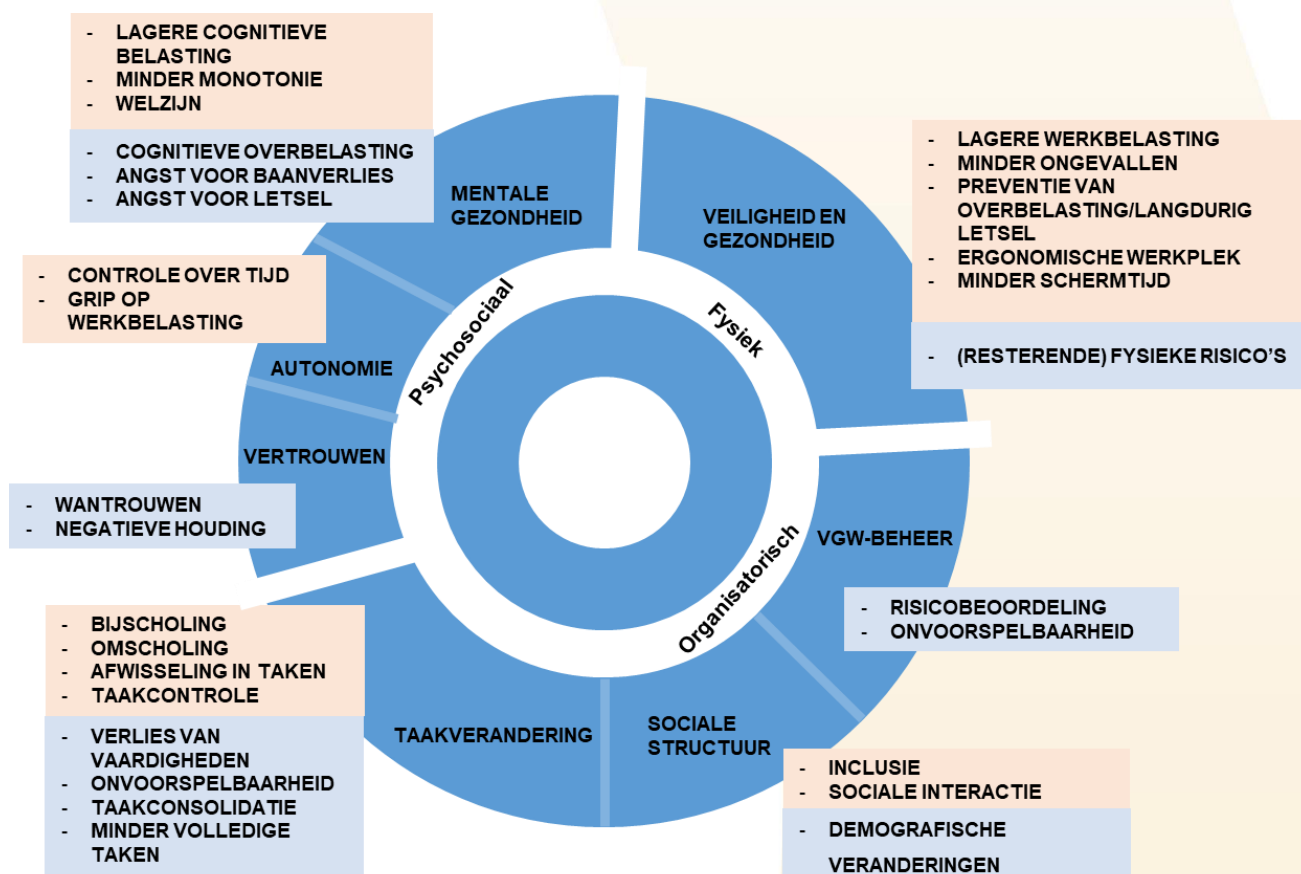 - LAGERE COGNITIEVE
BELASTING
- MINDER MONOTONIE
- WELZIJN
- COGNITIEVE OVERBELASTING
- ANGST VOOR BAANVERLIES
- ANGST VOOR LETSEL
MENTALE
GEZONDHEID
VEILIGHEID EN
GEZONDHEID
- LAGERE WERKBELASTING
- MINDER ONGEVALLEN
- PREVENTIE VAN
OVERBELASTING/LANGDURIG
LETSEL
- ERGONOMISCHE WERKPLEK
- MINDER SCHERMTIJD
- (RESTERENDE) FYSIEKE RISICO'S
- CONTROLE OVER TIJD
- GRIP OP
WERKBELASTING
AUTONOMIE
Psychosociaal
Fysiek
VERTROUWEN
- WANTROUWEN
- NEGATIEVE HOUDING
VGW-BEHEER
Organisatorisch
- RISICOBEOORDELING
- ONVOORSPELBAARHEID
- BIJSCHOLING
- OMSCHOLING
- AFWISSELING IN TAKEN
- TAAKCONTROLE
- VERLIES VAN
VAARDIGHEDEN
- ONVOORSPELBAARHEID
- TAAKCONSOLIDATIE
- MINDER VOLLEDIGE
TAKEN
TAAKVERANDERING
SOCIALE
STRUCTUUR
- INCLUSIE
- SOCIALE INTERACTIE
- DEMOGRAFISCHE
VERANDERINGEN